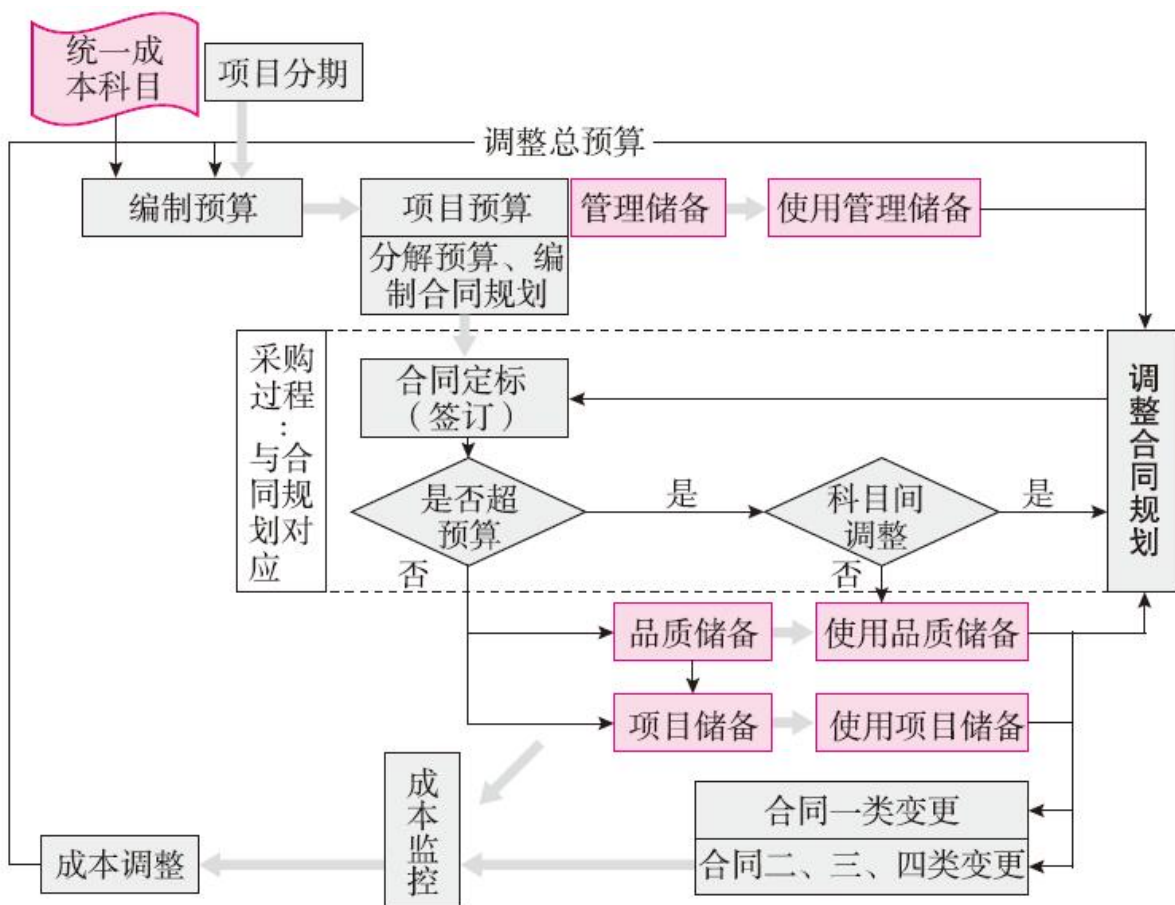 统一成
本科目
项目分期
调整总预算
编制预算
项目预算
管理储备
使用管理储备
分解预算、编
制合同规划
采购
过程
：
与合
同规
划对
应
合同定标
（签订）
调整合同规划
是否超
预算
是
科目间
调整
是
否
否
品质储备
使用品质储备
项目储备
使用项目储备
成本监控
合同一类变更
合同二、三、四类变更
成本调整